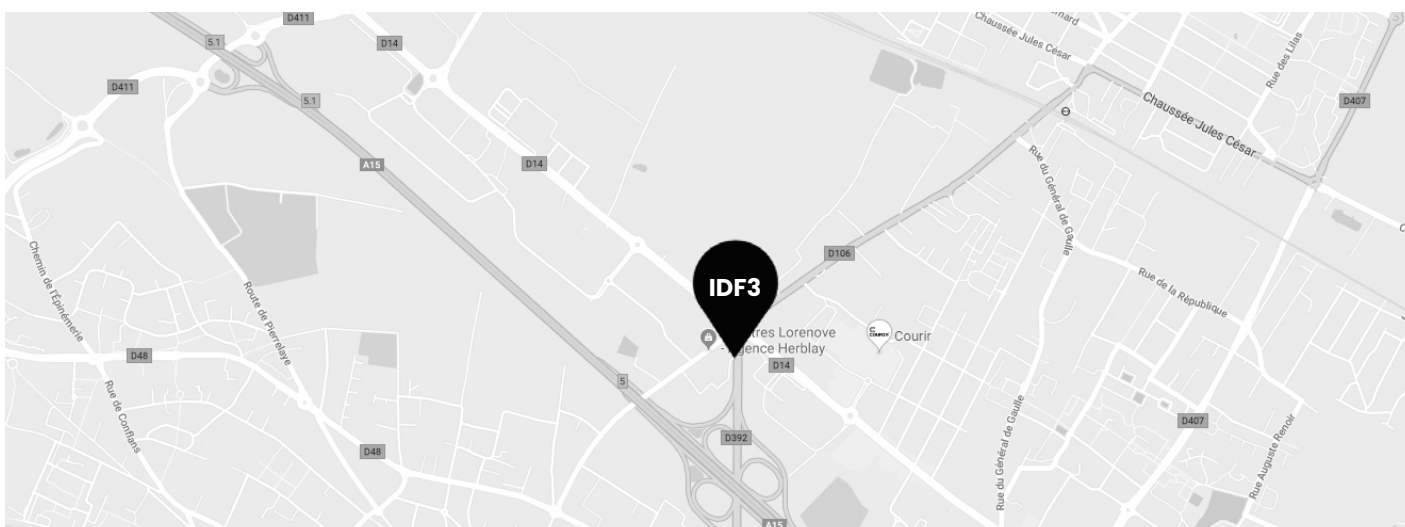 D411
5.1
D14
Chaussée Jules César
Rue des Lilas
D411
5.1
D407
Chaussée Jules César
A15
D14
Rue du Général de Gaulle
D106
Chemin de l'Épinémerie
Route de Pierrelaye
Rue de la République
IDF3
tres Lorenove
- Agence Herblay
COURIR
Courir
D48
D14
5
Rue de Conflans
Rue du Général de Gaulle
D407
D392
D48
Rue Auguste Renoir
A15